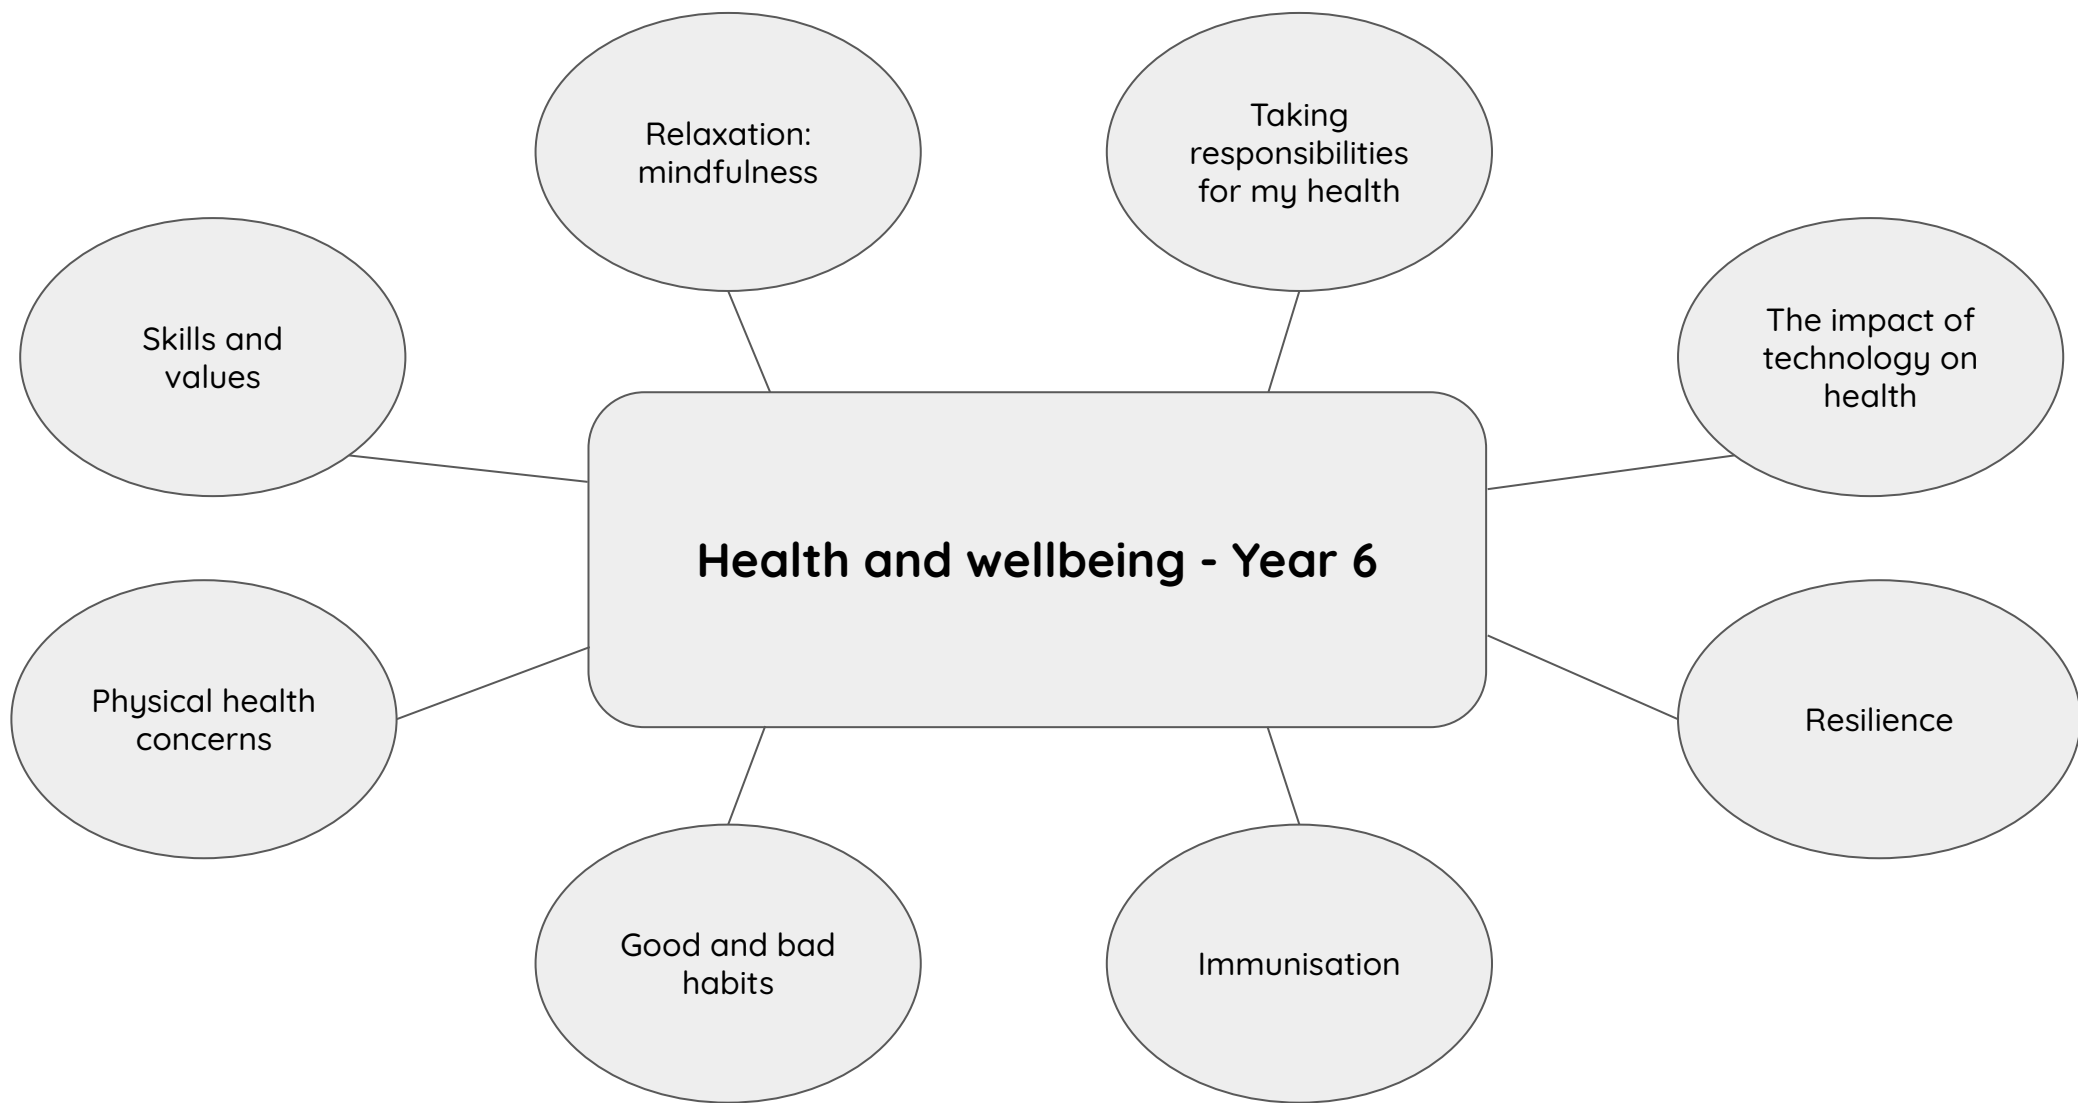 Relaxation:
mindfulness
Taking
responsibilities
for my health
Skills and
values
The impact of
technology on
health
Health and wellbeing - Year 6
Physical health
concerns
Resilience
Good and bad
habits
Immunisation